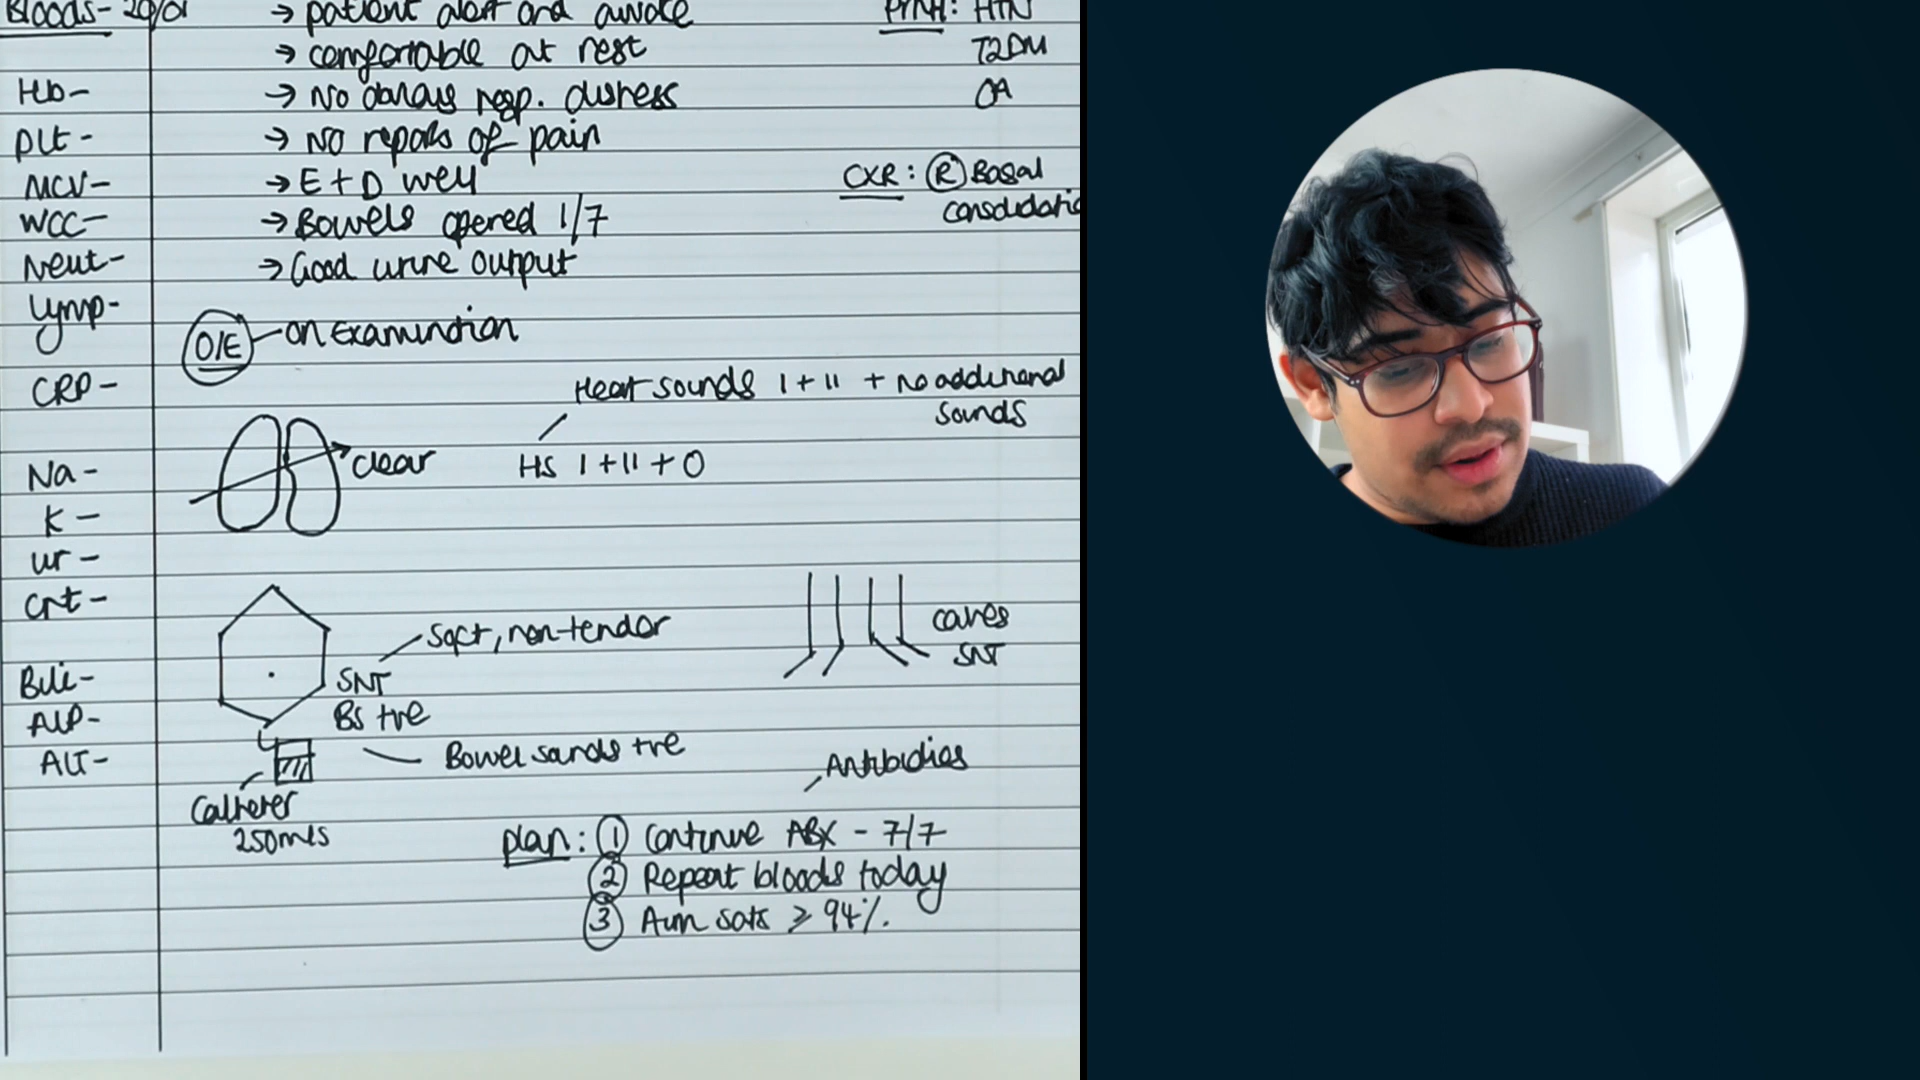 Bloods - 20/01
Hb-
PLt -
MCV-
WCC-
Neut-
Lymp-
CRP-
Na-
K -
Ur -
Crt-
Bili-
ALP-
ALT-
→ patient alert and awake
→ comfortable at rest
→ No obvious resp. distress
→ No reports of pain
→ E+D well
→ Bowels opened 1/7
→ Good urine output
PMH: HTN
T2DM
OA
CXR: (R) Basal
consolidatio
O/E - On Examination
clear
Heart sounds I + II + no additional
sounds
HS I + II + O
Soft, non-tender
SNT
BS +ve
Bowel sounds +ve
Catheter
250mls
calves
SNT
Antibiotics
plan: ① Continue ABX - 7/7
② Repeat bloods today
③ Aim sats ≥ 94%.